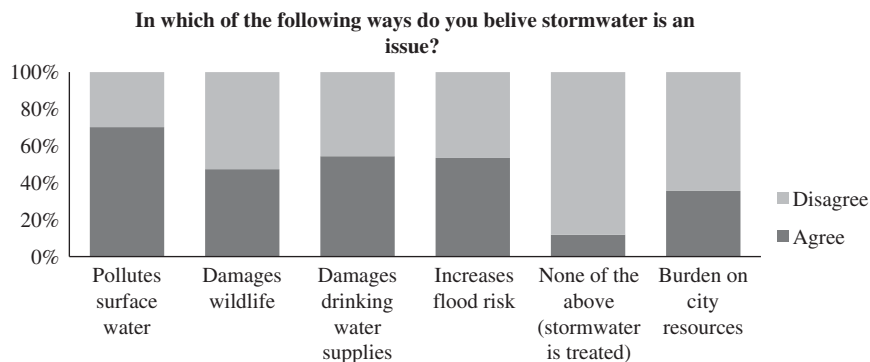 In which of the following ways do you belive stormwater is an
issue?
100%
80%
60%
40%
20%
0%
Pollutes
surface
water
Damages
wildlife
Damages
drinking
water
supplies
Increases
flood risk
None of the
above
(stormwater
is treated)
Burden on
city
resources
Disagree
Agree